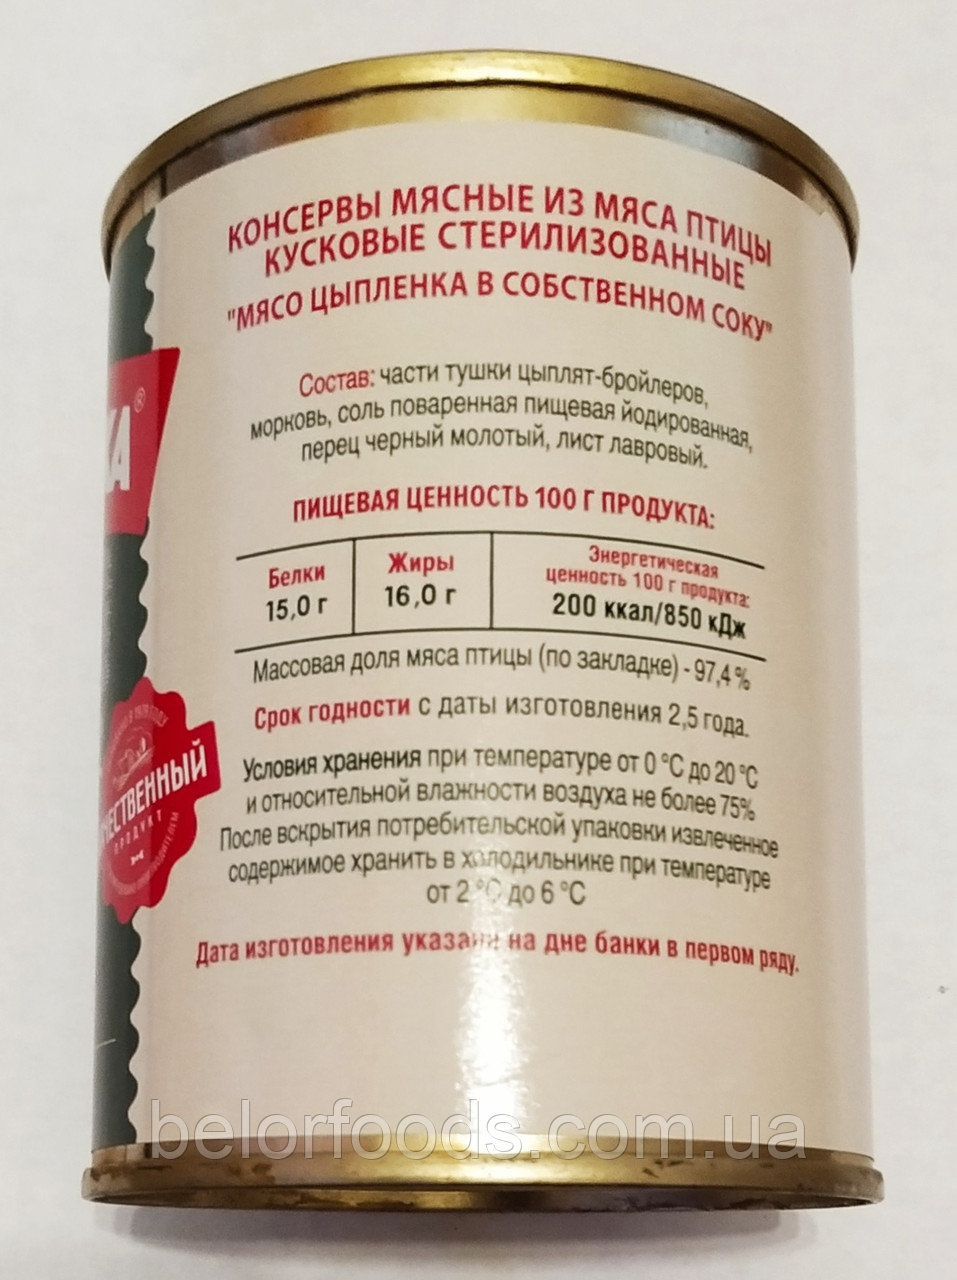 КОНСЕРВЫ МЯСНЫЕ ИЗ МЯСА ПТИЦЫ
КУСКОВЫЕ СТЕРИЛИЗОВАННЫЕ
"МЯСО ЦЫПЛЕНКА В СОБСТВЕННОМ СОКУ"
Состав: части тушки цыплят-бройлеров,
морковь, соль поваренная пищевая йодированная,
перец черный молотый, лист лавровый.
ПИЩЕВАЯ ЦЕННОСТЬ 100 Г ПРОДУКТА:
Белки
15,0 г
Жиры
16,0 г
Энергетическая
ценность 100 г продукта:
200 ккал/850 кДж
Массовая доля мяса птицы (по закладке) - 97,4 %
Срок годности с даты изготовления 2,5 года.
Условия хранения при температуре от 0 °С до 20 °С
и относительной влажности воздуха не более 75%
После вскрытия потребительской упаковки извлеченное
содержимое хранить в холодильнике при температуре
от 2 °С до 6 °С
Дата изготовления указана на дне банки в первом ряду.
КА®
ЧЕСТВЕННЫЙ
ПРОДУКТ
belorfoods.com.ua